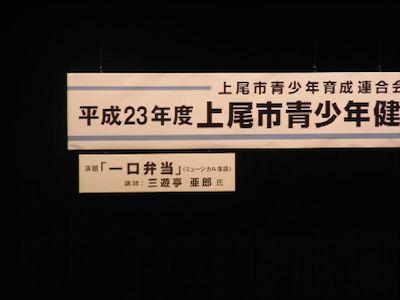 上尾市青少年育成連合会
平成23年度 上尾市青少年健
演題「一口弁当」(ミュージカル落語)
講師: 三遊亭 亜郎 氏